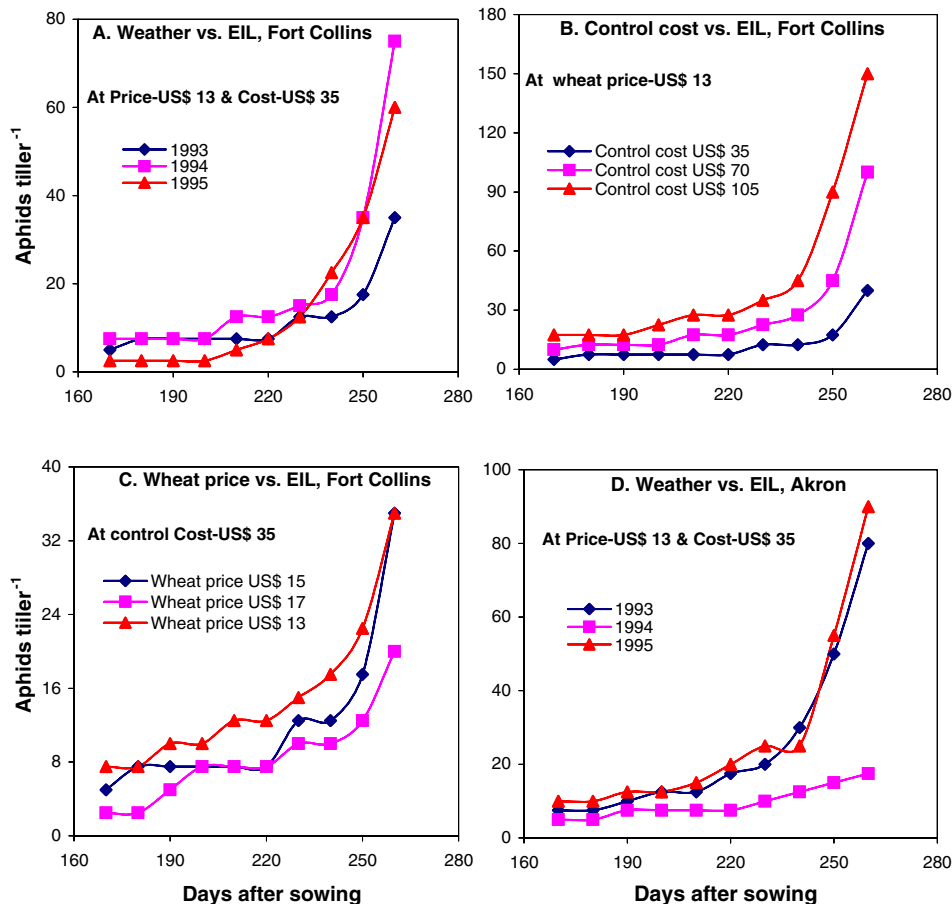 A. Weather vs. EIL, Fort Collins
At Price-US$ 13 & Cost-US$ 35
1993
1994
1995
Aphids tiller-1
80
60
40
20
0
160 190 220 250 280
B. Control cost vs. EIL, Fort Collins
At wheat price-US$ 13
Control cost US$ 35
Control cost US$ 70
Control cost US$ 105
180
150
120
90
60
30
0
160 190 220 250 280
C. Wheat price vs. EIL, Fort Collins
At control Cost-US$ 35
Wheat price US$ 15
Wheat price US$ 17
Wheat price US$ 13
Aphids tiiler-1
40
32
24
16
8
0
160 190 220 250 280
Days after sowing
D. Weather vs. EIL, Akron
At Price-US$ 13 & Cost-US$ 35
1993
1994
1995
100
80
60
40
20
0
160 190 220 250 280
Days after sowing